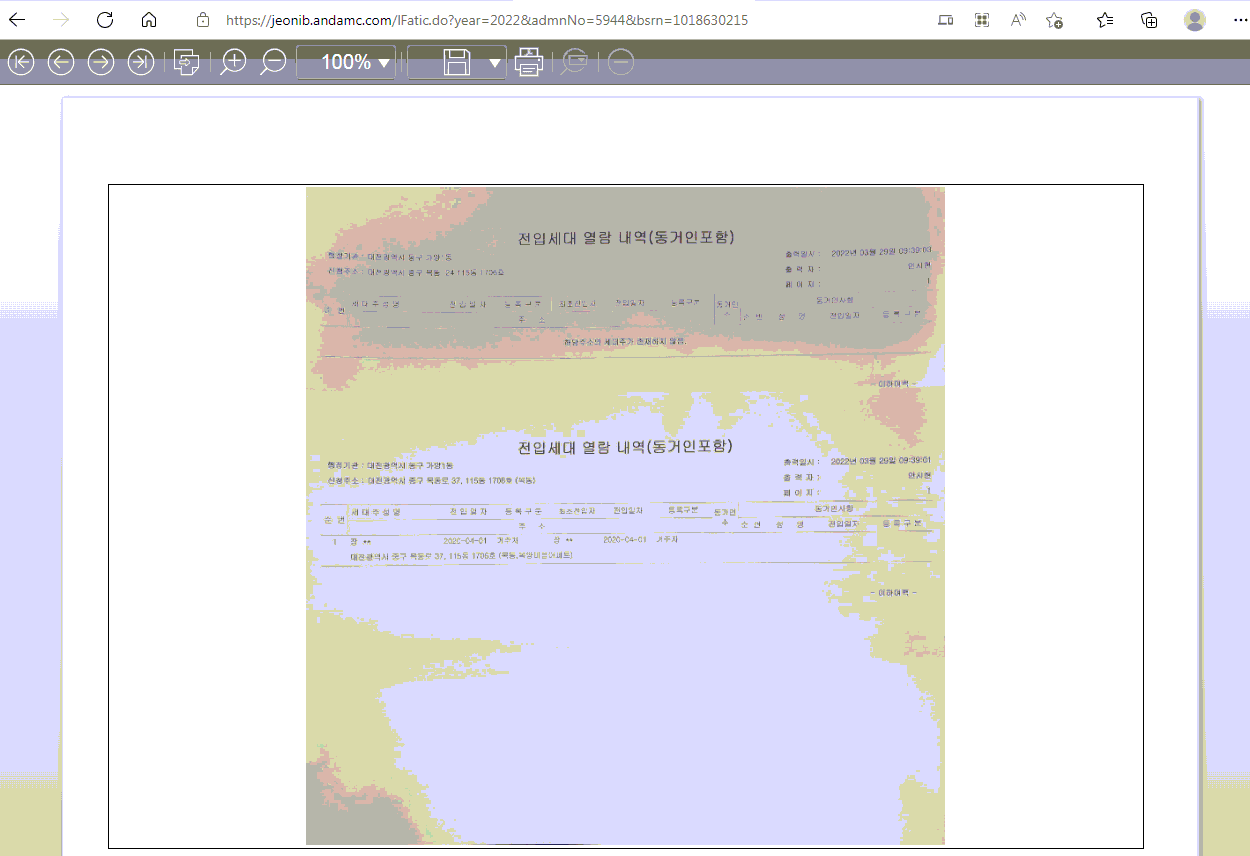 https://jeonib.andamc.com/IFatic.do?year=2022&admnNo=5944&bsrn=1018630215
100%
전입세대 열람 내역(동거인포함)
행정기관 : 대전광역시 동구 가양1동
출력일시 : 2022년 03월 29일 09:39:00
신청주소 : 대전광역시 중구 목동 24 115동 1706호
출 력 자 : 민사현
페 이 지 : 1
순 번 세 대 주 성 명 전 입 일 자 등 록 구 분 최초전입자 전입일자 등록구분 동거인 수 동거인사항
주 소 순 번 성 명 전입일자 등 록 구 분
해당주소의 세대주가 존재하지 않음.
- 이하여백 -
전입세대 열람 내역(동거인포함)
행정기관 : 대전광역시 동구 가양1동
출력일시 : 2022년 03월 29일 09:39:01
신청주소 : 대전광역시 중구 목동로 37, 115동 1706호 (목동)
출 력 자 : 민사현
페 이 지 : 1
순 번 세 대 주 성 명 전 입 일 자 등 록 구 분 최초전입자 전입일자 등록구분 동거인 수 동거인사항
주 소 순 번 성 명 전입일자 등 록 구 분
1 장 ** 2020-04-01 거주자 장 ** 2020-04-01 거주자
대전광역시 중구 목동로 37, 115동 1706호
- 이하여백 -